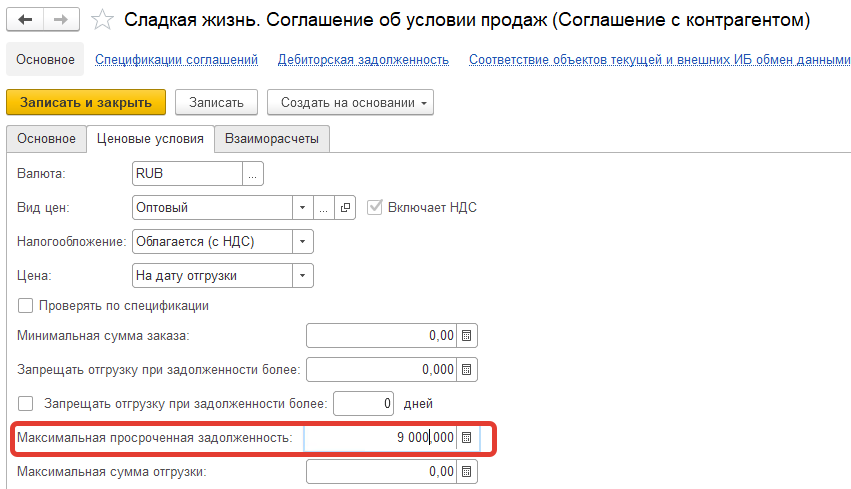 Сладкая жизнь. Соглашение об условии продаж (Соглашение с контрагентом)
Основное Спецификации соглашений Дебиторская задолженность Соответствие объектов текущей и внешних ИБ обмен данными
Записать и закрыть Записать Создать на основании
Основное Ценовые условия Взаиморасчеты
Валюта: RUB ...
Вид цен: Оптовый ... Включает НДС
Налогообложение: Облагается (с НДС)
Цена: На дату отгрузки
Проверять по спецификации
Минимальная сумма заказа: 0,00
Запрещать отгрузку при задолженности более: 0,000
Запрещать отгрузку при задолженности более: 0 дней
Максимальная просроченная задолженность: 9 000,000
Максимальная сумма отгрузки: 0,00